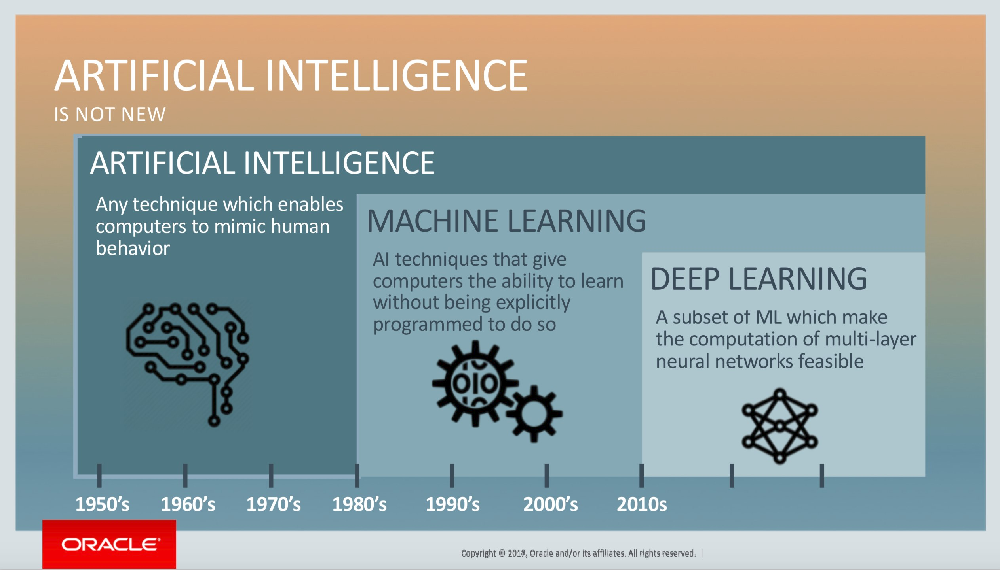 ARTIFICIAL INTELLIGENCE
IS NOT NEW
ARTIFICIAL INTELLIGENCE
Any technique which enables
computers to mimic human
behavior
MACHINE LEARNING
AI techniques that give
computers the ability to learn
without being explicitly
programmed to do so
DEEP LEARNING
A subset of ML which make
the computation of multi-layer
neural networks feasible
1950’s 1960’s 1970’s 1980’s 1990’s 2000’s 2010s
ORACLE®
Copyright © Oracle and/or its affiliates. All rights reserved. |